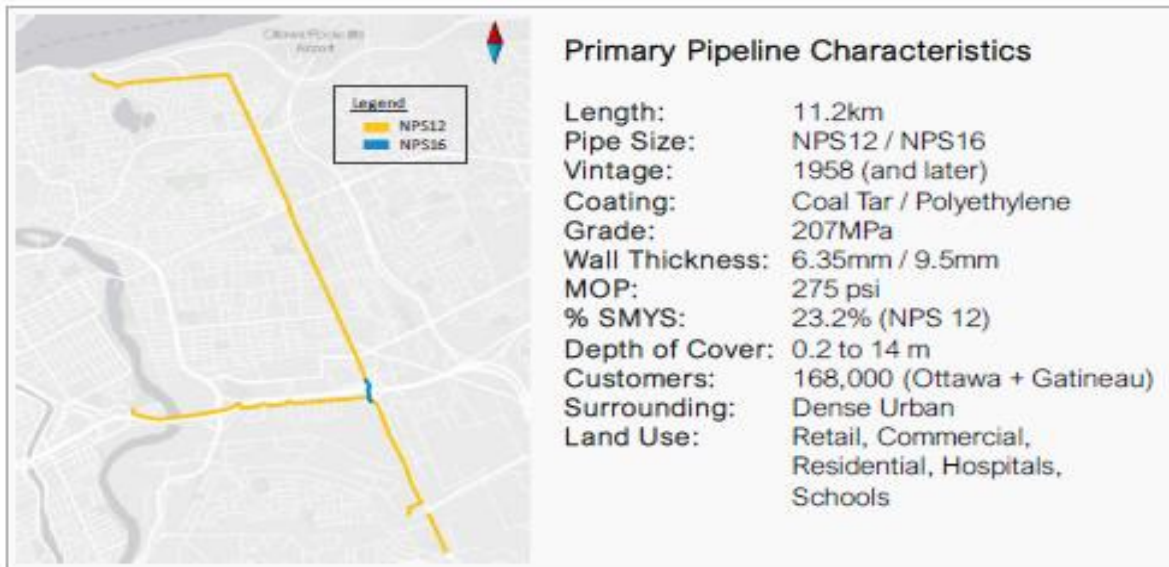 Airport
Legend
NPS12
NPS16
Primary Pipeline Characteristics
Length: 11.2km
Pipe Size: NPS12 / NPS16
Vintage: 1958 (and later)
Coating: Coal Tar / Polyethylene
Grade: 207MPa
Wall Thickness: 6.35mm / 9.5mm
MOP: 275 psi
% SMYS: 23.2% (NPS 12)
Depth of Cover: 0.2 to 14 m
Customers: 168,000 (Ottawa + Gatineau)
Surrounding: Dense Urban
Land Use: Retail, Commercial,
Residential, Hospitals,
Schools